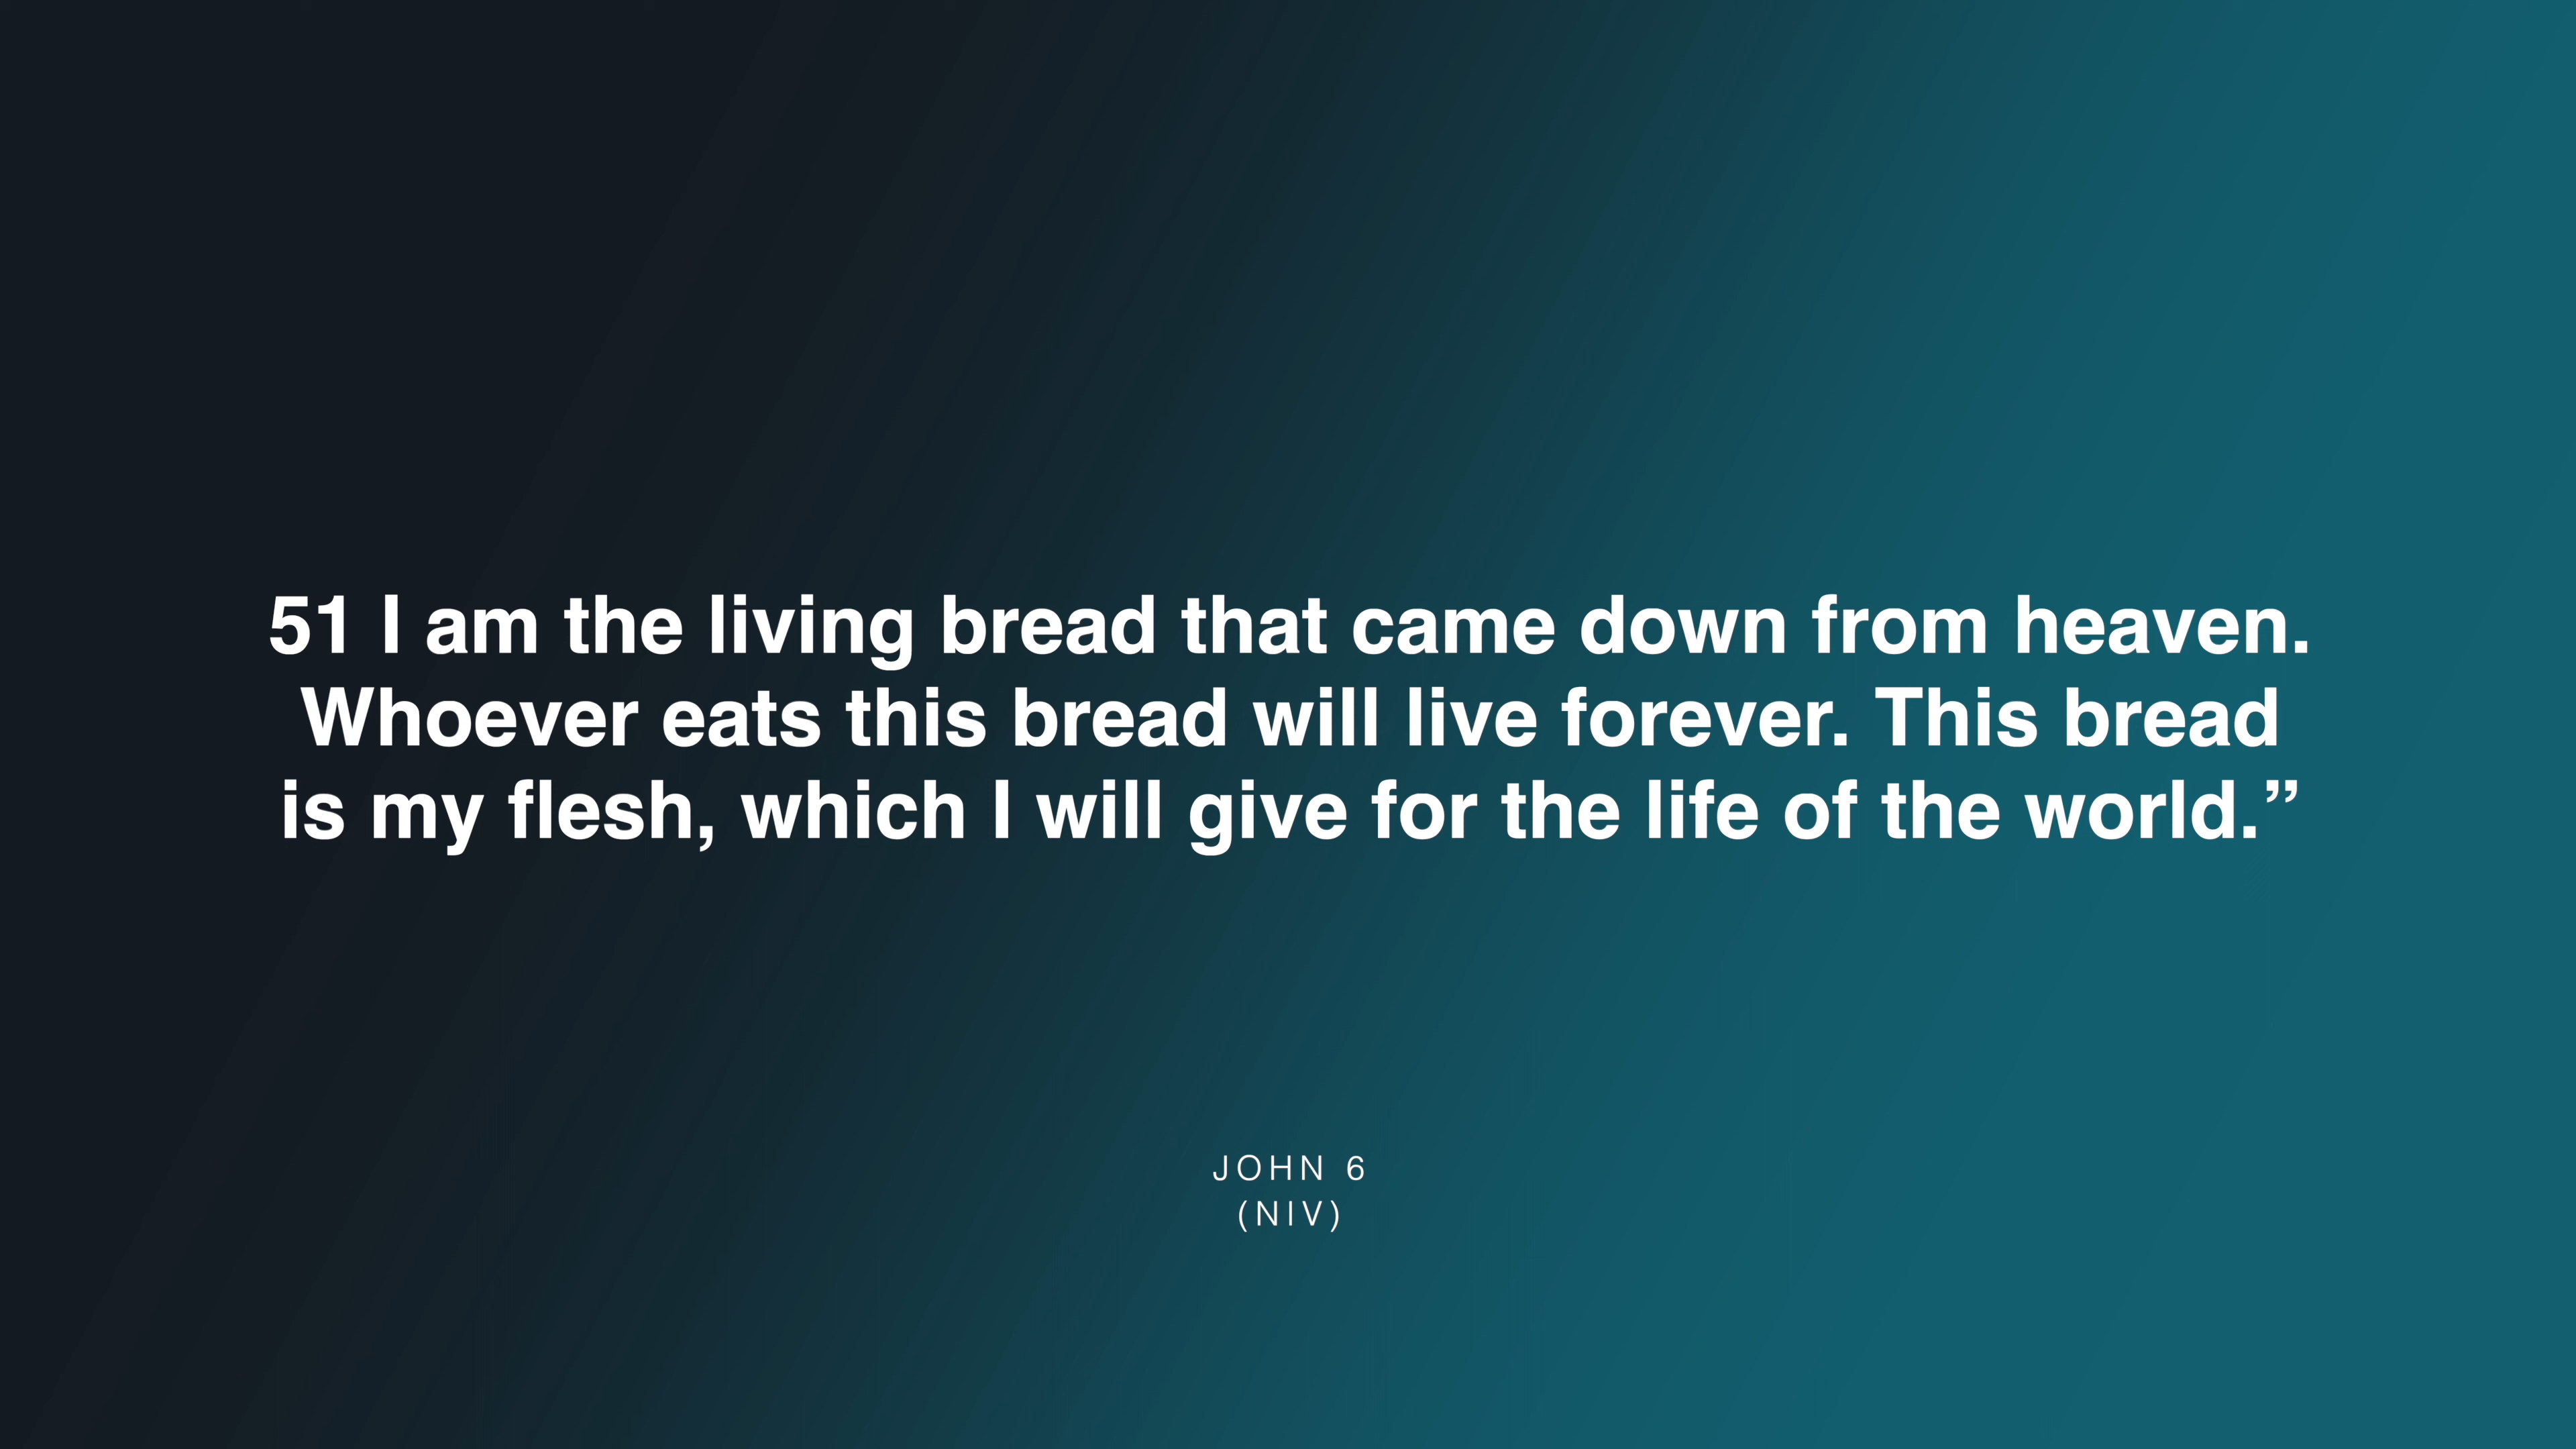 51 I am the living bread that came down from heaven.
Whoever eats this bread will live forever. This bread
is my flesh, which I will give for the life of the world.”
JOHN 6
(NIV)